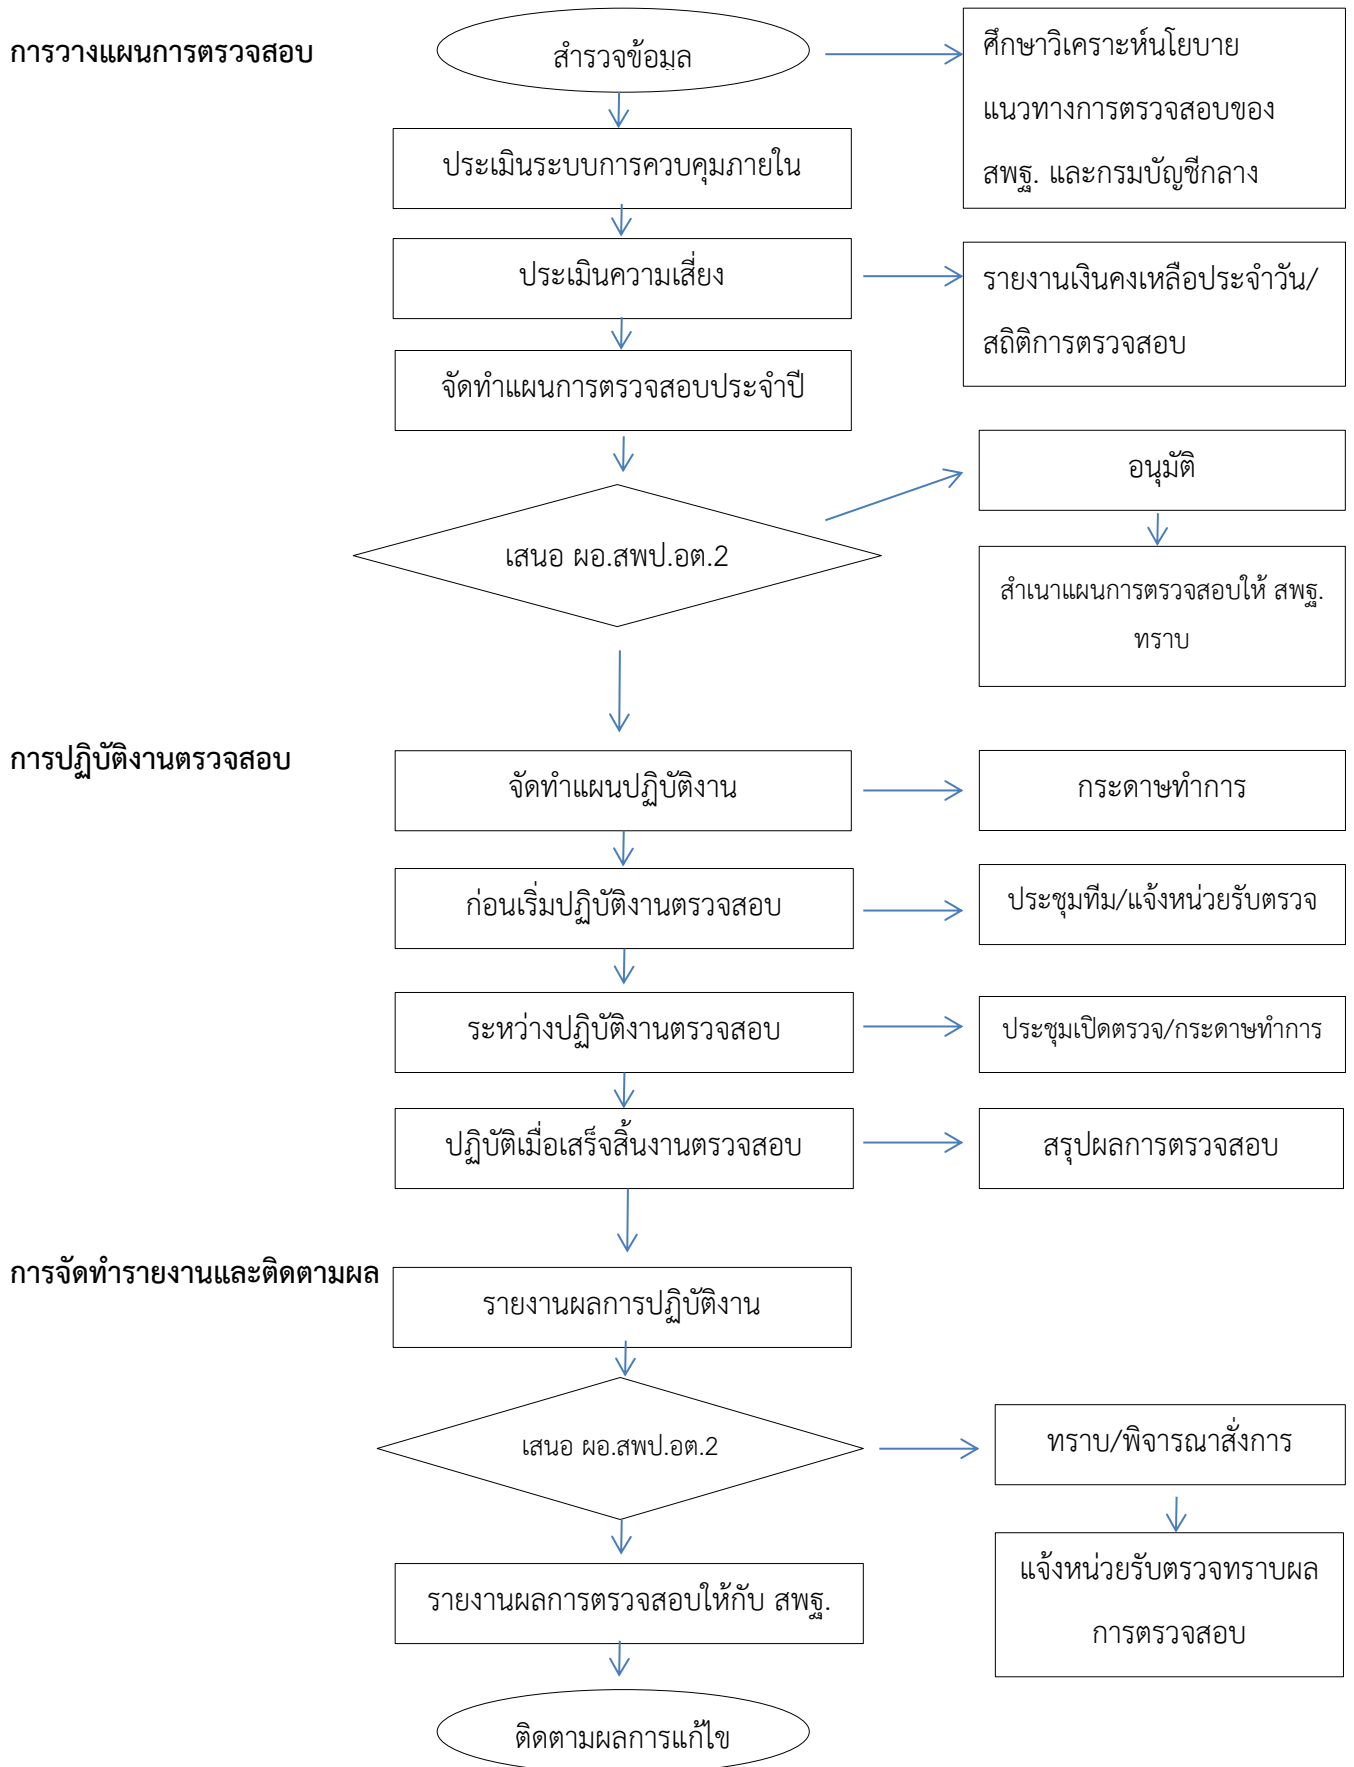 การวางแผนการตรวจสอบ
สำรวจข้อมูล
ศึกษาวิเคราะห์นโยบาย
แนวทางการตรวจสอบของ
สพฐ. และกรมบัญชีกลาง
ประเมินระบบการควบคุมภายใน
ประเมินความเสี่ยง
รายงานเงินคงเหลือประจำวัน/
สถิติการตรวจสอบ
จัดทำแผนการตรวจสอบประจำปี
อนุมัติ
เสนอ ผอ.สพป.อต.2
สำเนาแผนการตรวจสอบให้ สพฐ.
ทราบ
การปฏิบัติงานตรวจสอบ
จัดทำแผนปฏิบัติงาน
กระดาษทำการ
ก่อนเริ่มปฏิบัติงานตรวจสอบ
ประชุมทีม/แจ้งหน่วยรับตรวจ
ระหว่างปฏิบัติงานตรวจสอบ
ประชุมเปิดตรวจ/กระดาษทำการ
ปฏิบัติเมื่อเสร็จสิ้นงานตรวจสอบ
สรุปผลการตรวจสอบ
การจัดทำรายงานและติดตามผล
รายงานผลการปฏิบัติงาน
เสนอ ผอ.สพป.อต.2
ทราบ/พิจารณาสั่งการ
แจ้งหน่วยรับตรวจทราบผล
การตรวจสอบ
รายงานผลการตรวจสอบให้กับ สพฐ.
ติดตามผลการแก้ไข